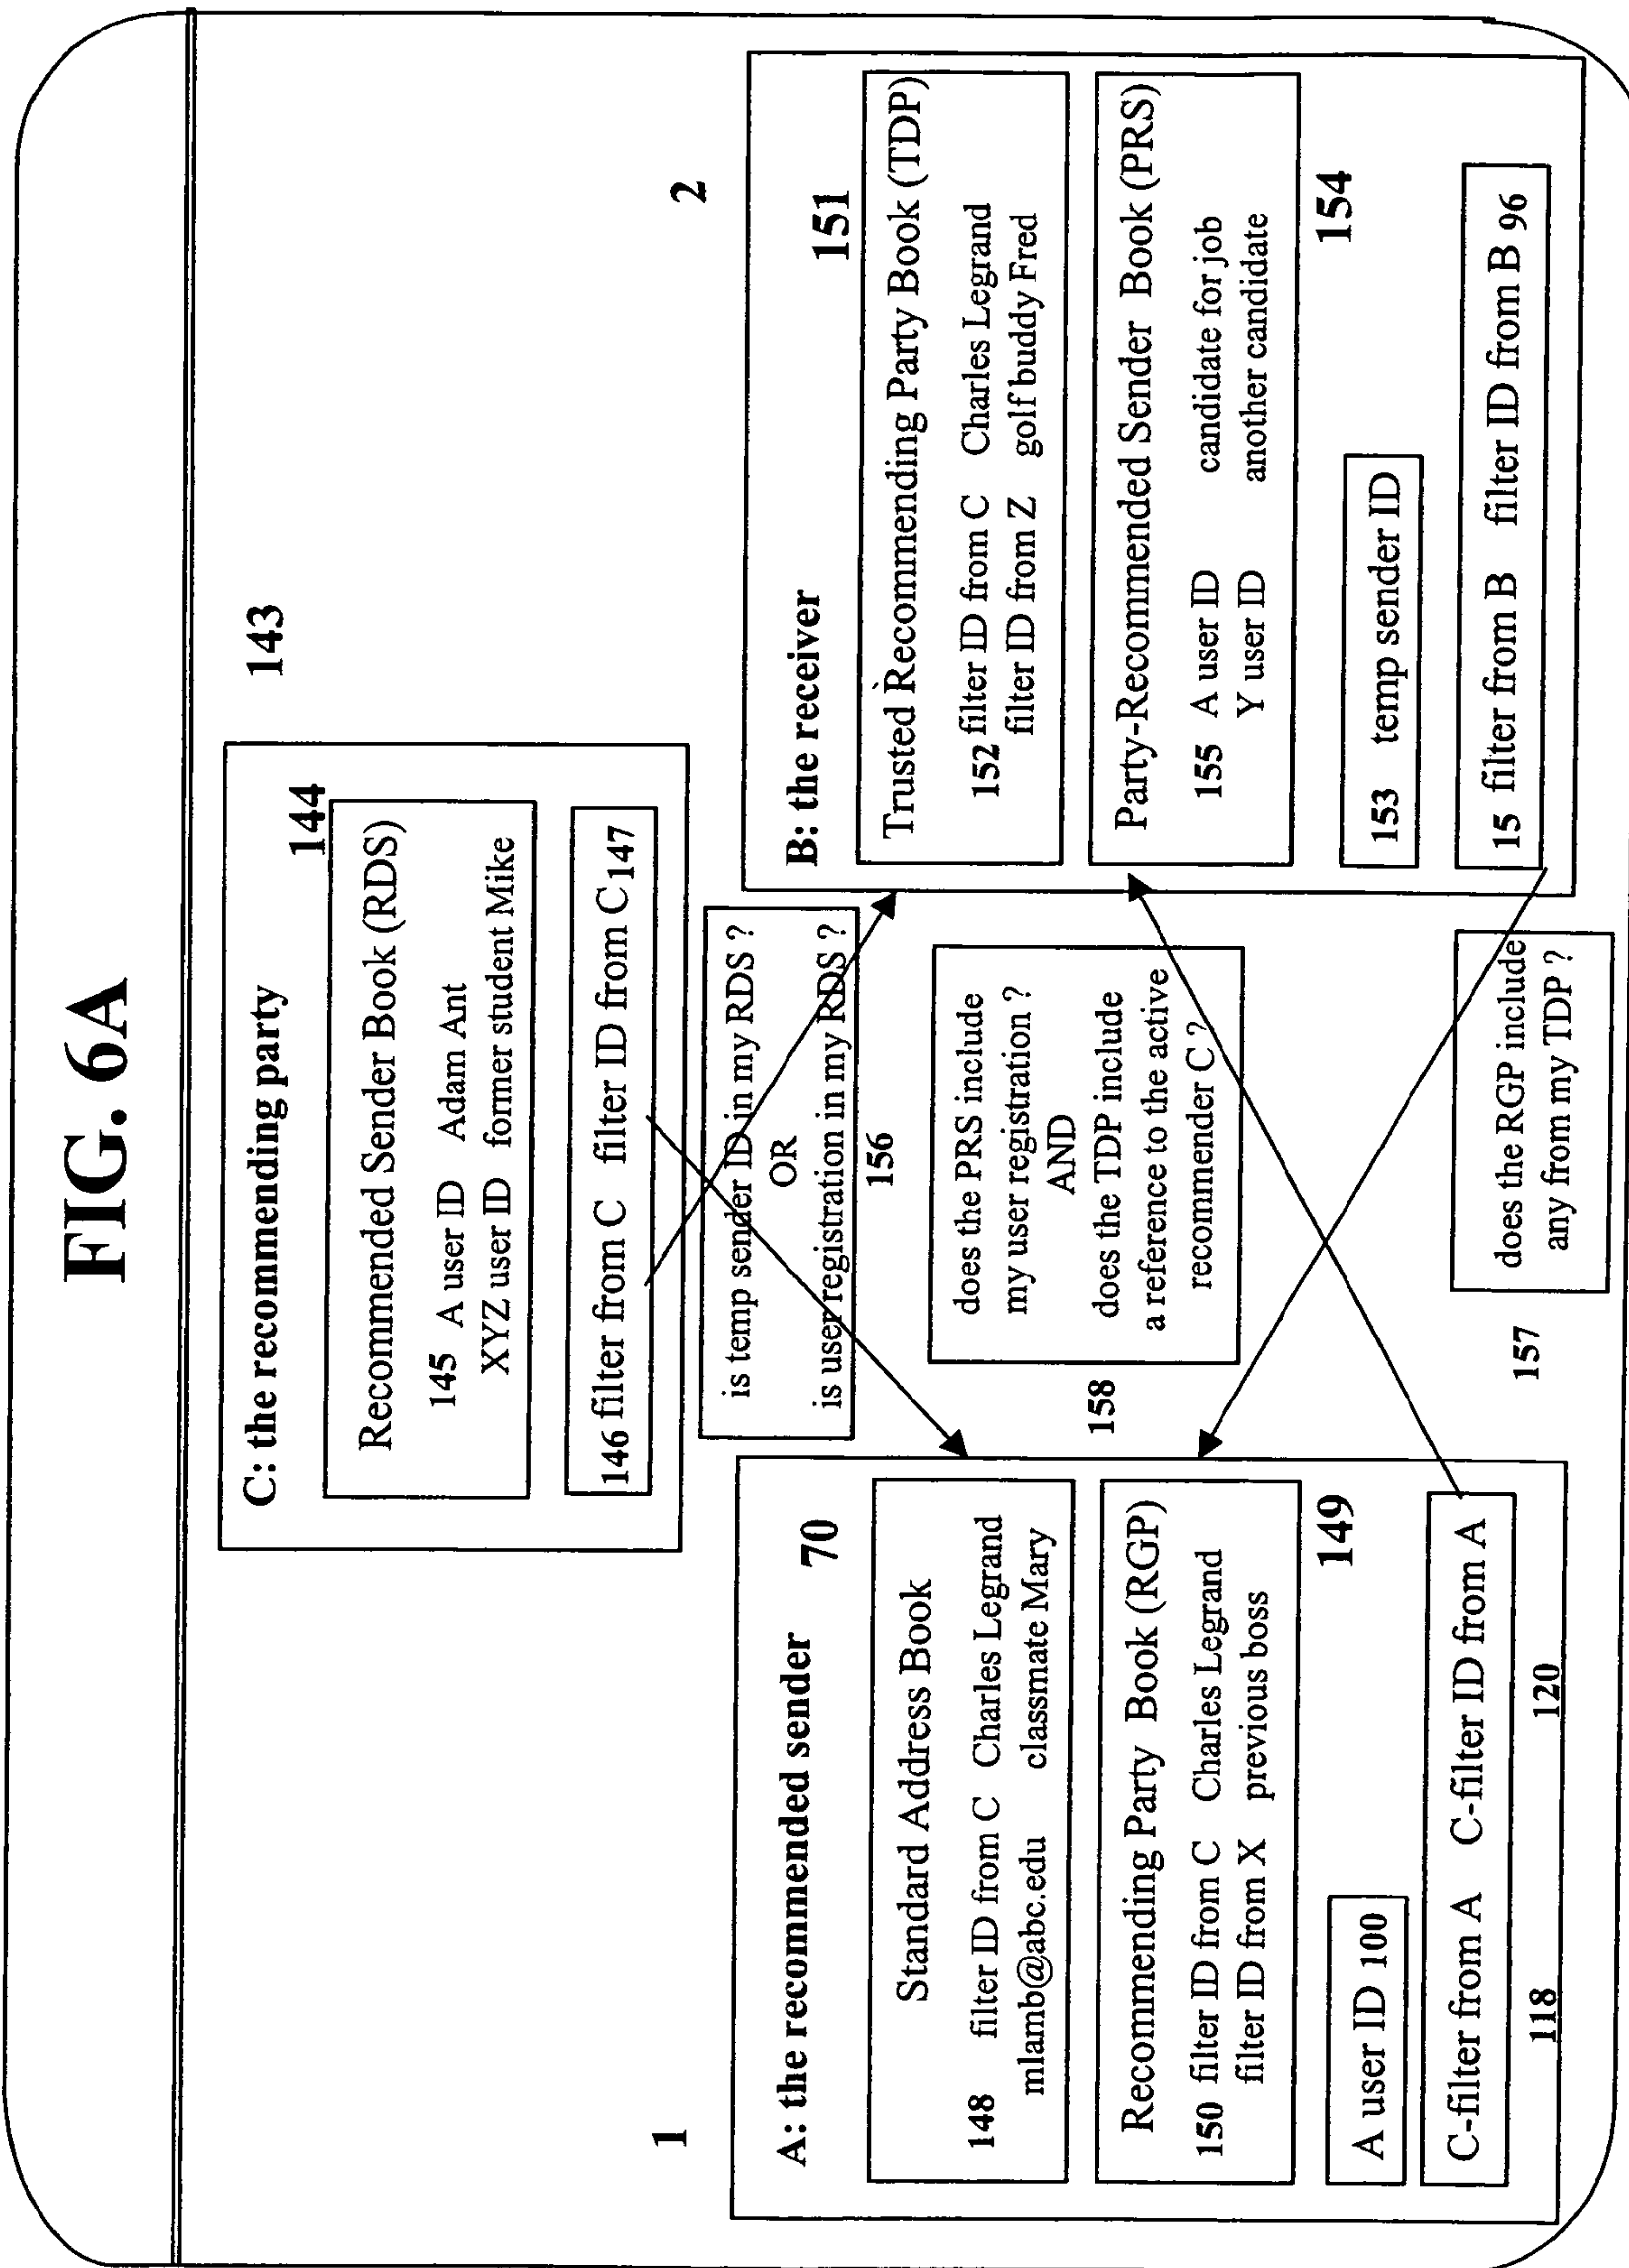 FIG. 6A
143
C: the recommending party
144
Recommended Sender Book (RDS)
145 A user ID Adam Ant
XYZ user ID former student Mike
146 filter from C filter ID from C 147
1
2
is temp sender ID in my RDS ?
OR
is user registration in my RDS ?
156
A: the recommended sender
70
Standard Address Book
148 filter ID from C Charles Legrand
mlamb@abc.edu classmate Mary
Recommending Party Book (RGP)
150 filter ID from C Charles Legrand
filter ID from X previous boss
149
A user ID 100
C-filter from A C-filter ID from A
118 120
158
does the PRS include
my user registration ?
AND
does the TDP include
a reference to the active
recommender C ?
B: the receiver
151
Trusted Recommending Party Book (TDP)
152 filter ID from C Charles Legrand
filter ID from Z golf buddy Fred
Party-Recommended Sender Book (PRS)
155 A user ID candidate for job
Y user ID another candidate
154
153 temp sender ID
15 filter from B filter ID from B 96
157
does the RGP include
any from my TDP ?